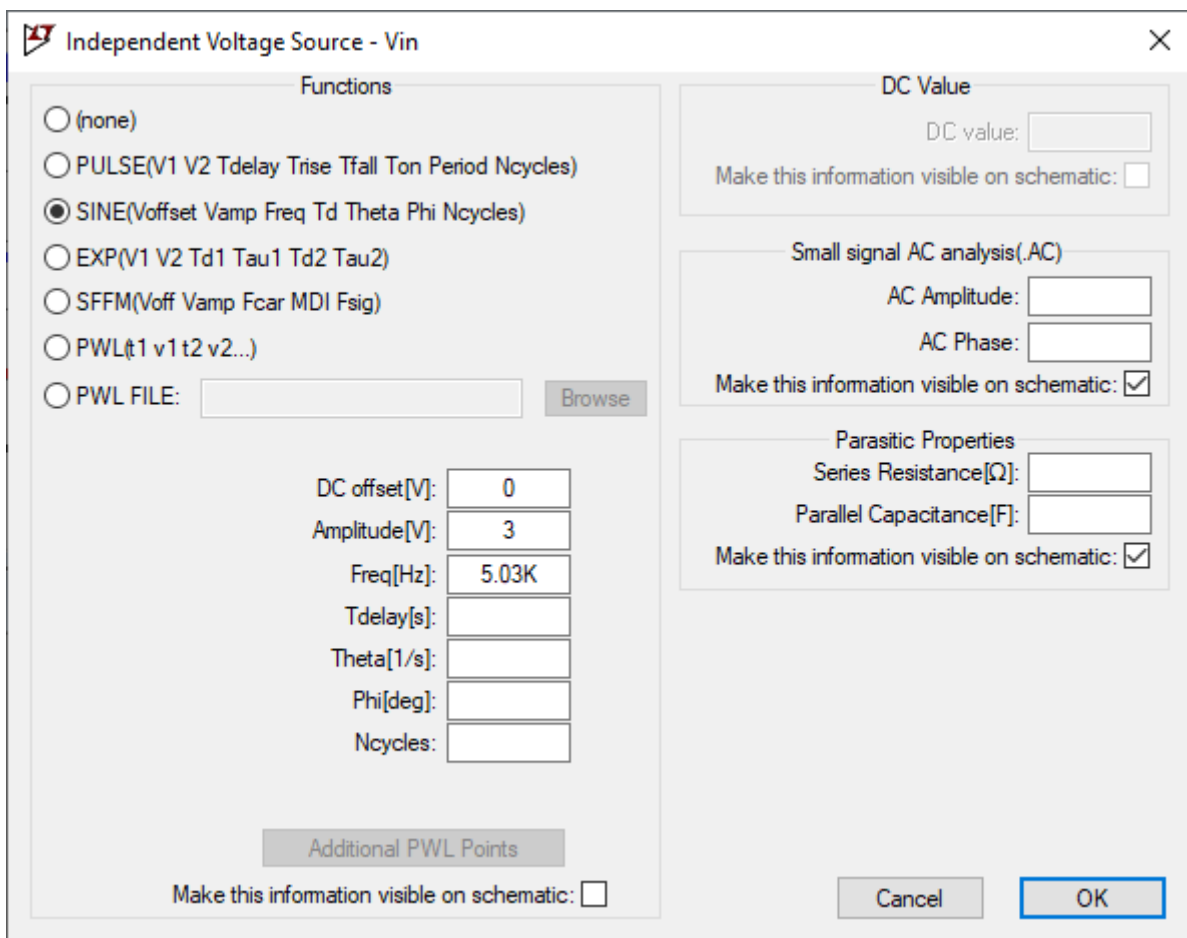 Independent Voltage Source - Vin
Functions
(none)
PULSE(V1 V2 Tdelay Trise Tfall Ton Period Ncycles)
SINE(Voffset Vamp Freq Td Theta Phi Ncycles)
EXP(V1 V2 Td1 Tau1 Td2 Tau2)
SFFM(Voff Vamp Fcar MDI Fsig)
PWL(t1 v1 t2 v2...)
PWL FILE:
Browse
DC offset[V]: 0
Amplitude[V]: 3
Freq[Hz]: 5.03K
Tdelay[s]:
Theta[1/s]:
Phi[deg]:
Ncycles:
Additional PWL Points
Make this information visible on schematic:
DC Value
DC value:
Make this information visible on schematic:
Small signal AC analysis(.AC)
AC Amplitude:
AC Phase:
Make this information visible on schematic:
Parasitic Properties
Series Resistance[Ω]:
Parallel Capacitance[F]:
Make this information visible on schematic:
Cancel
OK